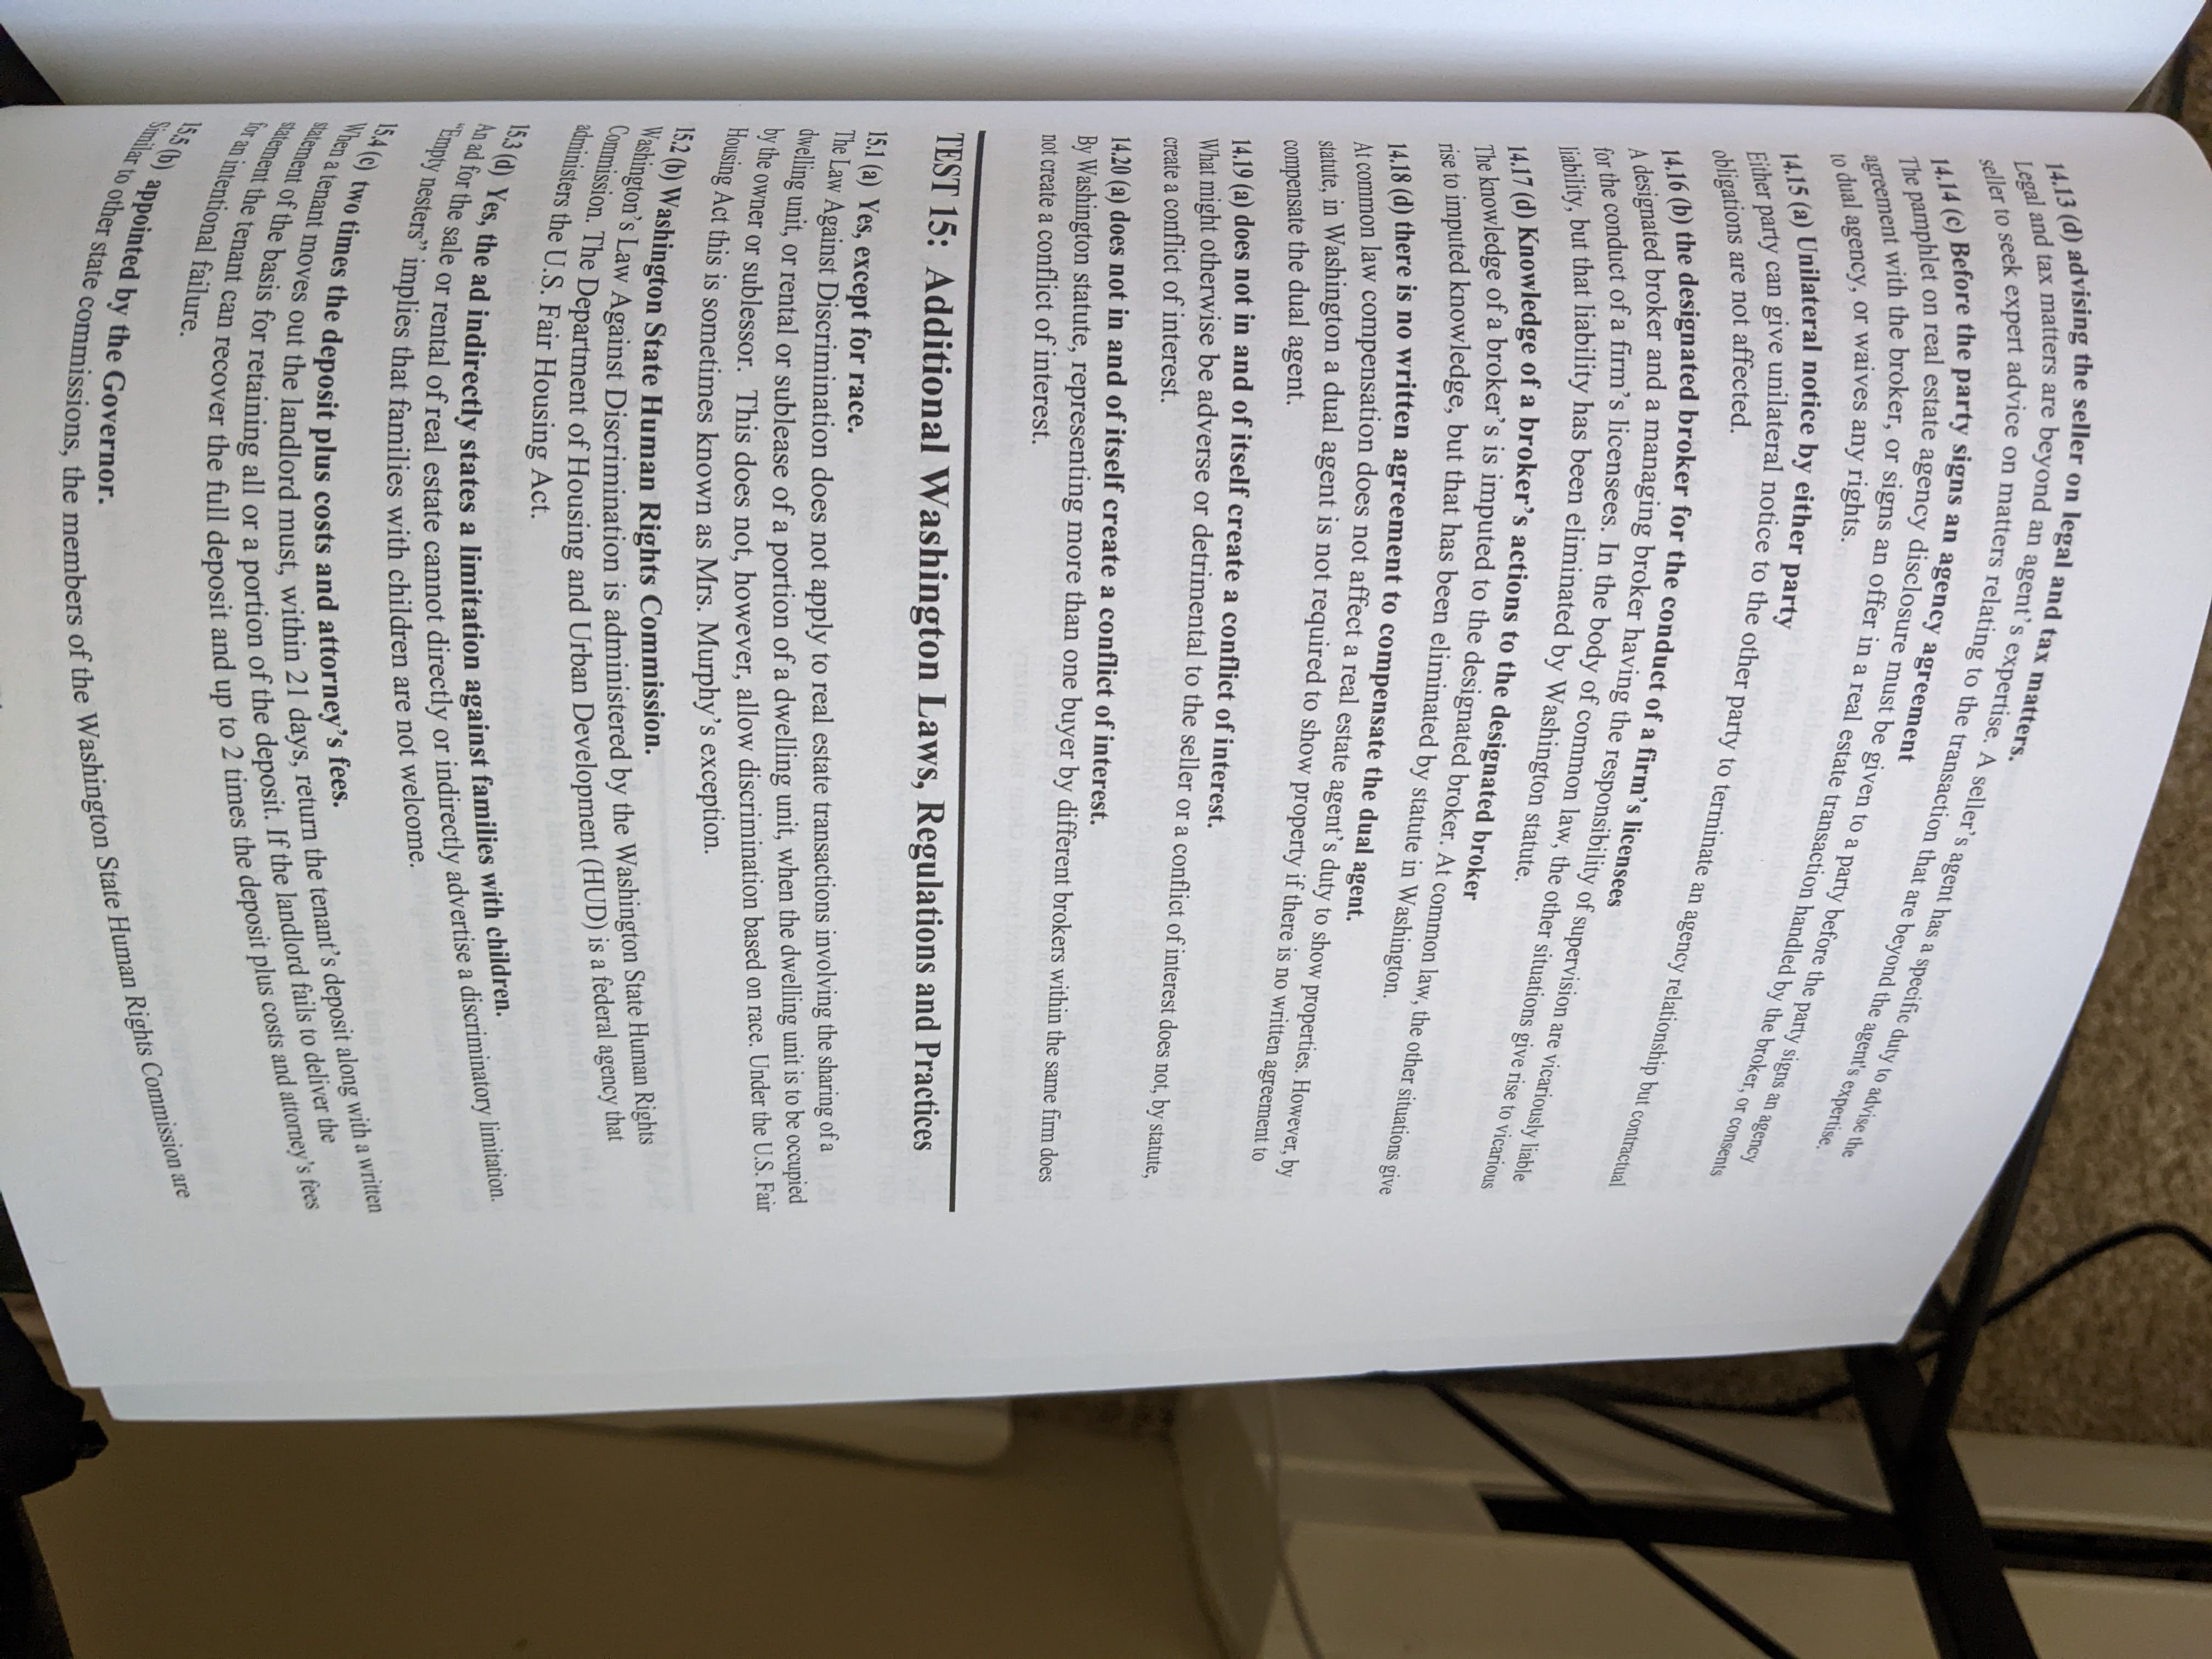 14.13 (d) advising the seller on legal and tax matters.
Legal and tax matters are beyond an agent's expertise. A seller's agent has a specific duty to advise the
seller to seek expert advice on matters relating to the transaction that are beyond the agent's expertise.
14.14 (c) Before the party signs an agency agreement
The pamphlet on real estate agency disclosure must be given to a party before the party signs an agency
agreement with the broker, or signs an offer in a real estate transaction handled by the broker, or consents
to dual agency, or waives any rights.
14.15 (a) Unilateral notice by either party
Either party can give unilateral notice to the other party to terminate an agency relationship but contractual
obligations are not affected.
14.16 (b) the designated broker for the conduct of a firm's licensees
A designated broker and a managing broker having the responsibility of supervision are vicariously liable
for the conduct of a firm's licensees. In the body of common law, the other situations give rise to vicarious
liability, but that liability has been eliminated by Washington statute.
14.17 (d) Knowledge of a broker's actions to the designated broker
The knowledge of a broker's is imputed to the designated broker. At common law, the other situations give
rise to imputed knowledge, but that has been eliminated by statute in Washington.
14.18 (d) there is no written agreement to compensate the dual agent.
At common law compensation does not affect a real estate agent's duty to show properties. However, by
statute, in Washington a dual agent is not required to show property if there is no written agreement to
compensate the dual agent.
14.19 (a) does not in and of itself create a conflict of interest.
What might otherwise be adverse or detrimental to the seller or a conflict of interest does not, by statute,
create a conflict of interest.
14.20 (a) does not in and of itself create a conflict of interest.
By Washington statute, representing more than one buyer by different brokers within the same firm does
not create a conflict of interest.
TEST 15: Additional Washington Laws, Regulations and Practices
15.1 (a) Yes, except for race.
The Law Against Discrimination does not apply to real estate transactions involving the sharing of a
dwelling unit, or rental or sublease of a portion of a dwelling unit, when the dwelling unit is to be occupied
by the owner or sublessor. This does not, however, allow discrimination based on race. Under the U.S. Fair
Housing Act this is sometimes known as Mrs. Murphy's exception.
15.2 (b) Washington State Human Rights Commission.
Washington's Law Against Discrimination is administered by the Washington State Human Rights
Commission. The Department of Housing and Urban Development (HUD) is a federal agency that
administers the U.S. Fair Housing Act.
15.3 (d) Yes, the ad indirectly states a limitation against families with children.
An ad for the sale or rental of real estate cannot directly or indirectly advertise a discriminatory limitation.
"Empty nesters" implies that families with children are not welcome.
15.4 (c) two times the deposit plus costs and attorney's fees.
When a tenant moves out the landlord must, within 21 days, return the tenant's deposit along with a written
statement of the basis for retaining all or a portion of the deposit. If the landlord fails to deliver the
statement the tenant can recover the full deposit and up to 2 times the deposit plus costs and attorney's fees
for an intentional failure.
15.5 (b) appointed by the Governor.
Similar to other state commissions, the members of the Washington State Human Rights Commission are